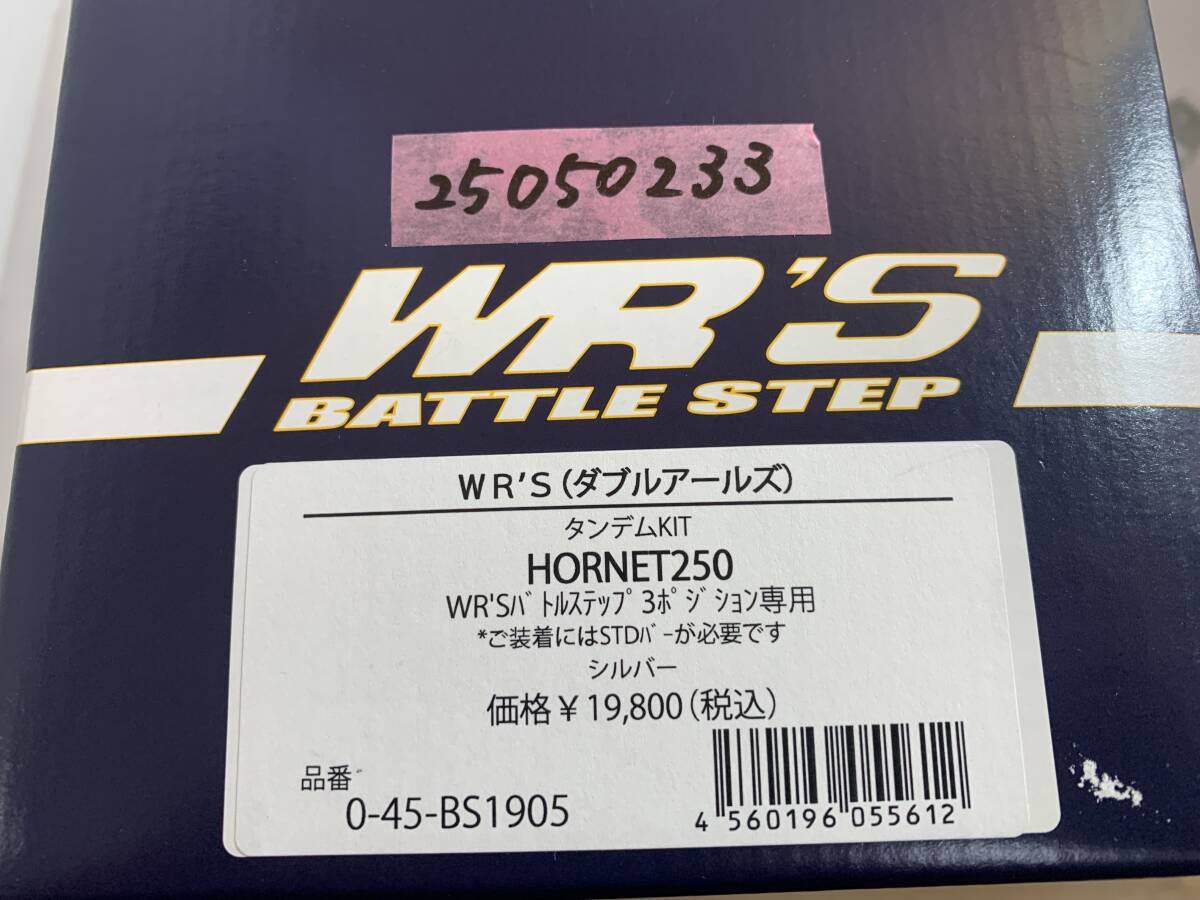 25050233
WR'S
BATTLE STEP
WR'S(ダブルアールズ)
タンデムKIT
HORNET250
WR'Sﾊﾞﾄﾙｽﾃｯﾌﾟ3ﾎﾟｼﾞｼｮﾝ専用
*ご装着にはSTDﾊﾞｰが必要です
シルバー
価格¥19,800(税込)
品番
0-45-BS1905
4 560196 055612